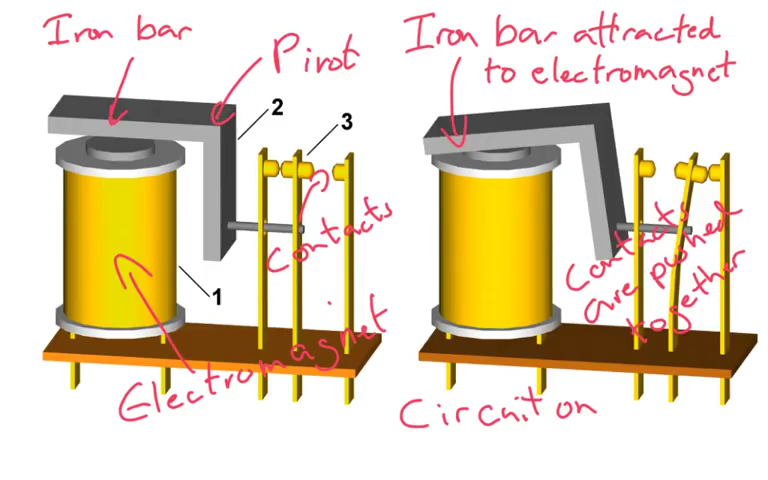 Iron bar
Pivot
2
3
Contacts
1
Electromagnet
Iron bar attracted
to electromagnet
Contacts
are pushed
together
Circuit on